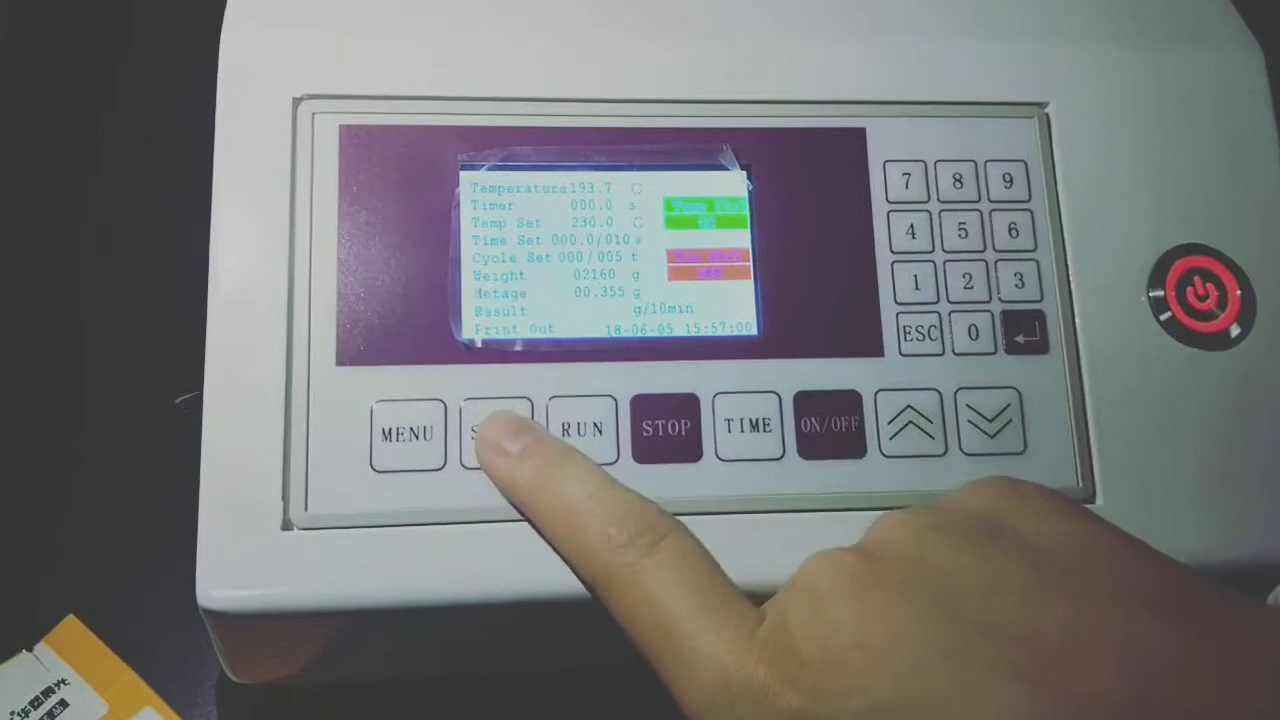 Temperature193.7 C
Timer 000.0 s
Temp Set 230.0 C
Time Set 000.0/010 s
Cycle Set 000/005 t
Weight 02160 g
Metage 00.355 g
Result g/10min
Print Out 18-06-05 15:57:00
7 8 9
4 5 6
1 2 3
ESC 0
MENU RUN STOP TIME ON/OFF